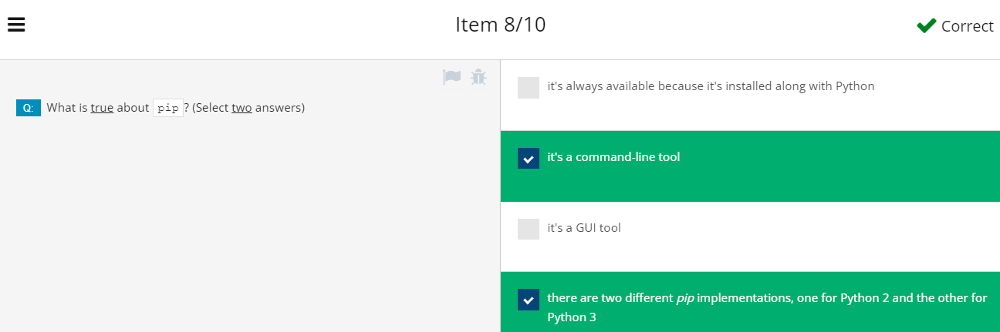 Item 8/10
Correct
Q: What is true about pip? (Select two answers)
it's always available because it's installed along with Python
it's a command-line tool
it's a GUI tool
there are two different pip implementations, one for Python 2 and the other for
Python 3